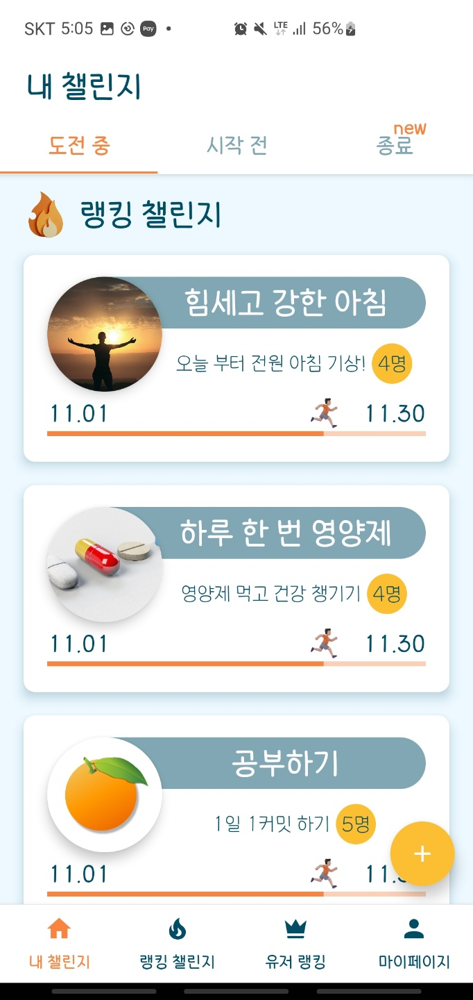 SKT 5:05 Pay LTE 56%
내 챌린지
new
도전 중 시작 전 종료
랭킹 챌린지
힘세고 강한 아침
오늘 부터 전원 아침 기상! 4명
11.01 11.30
하루 한 번 영양제
영양제 먹고 건강 챙기기 4명
11.01 11.30
공부하기
1일 1커밋 하기 5명
+
11.01
내 챌린지 랭킹 챌린지 유저 랭킹 마이페이지